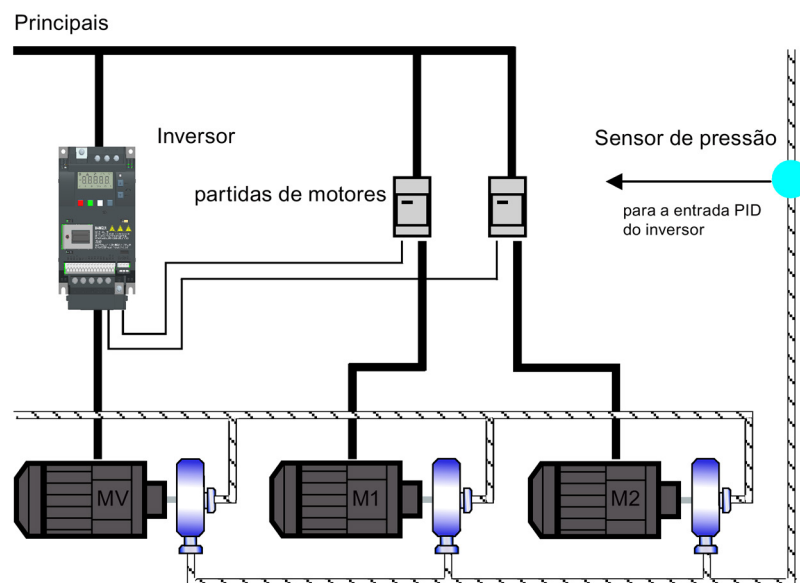 Principais
Inversor
Sensor de pressão
partidas de motores
para a entrada PID
do inversor
MV
M1
M2